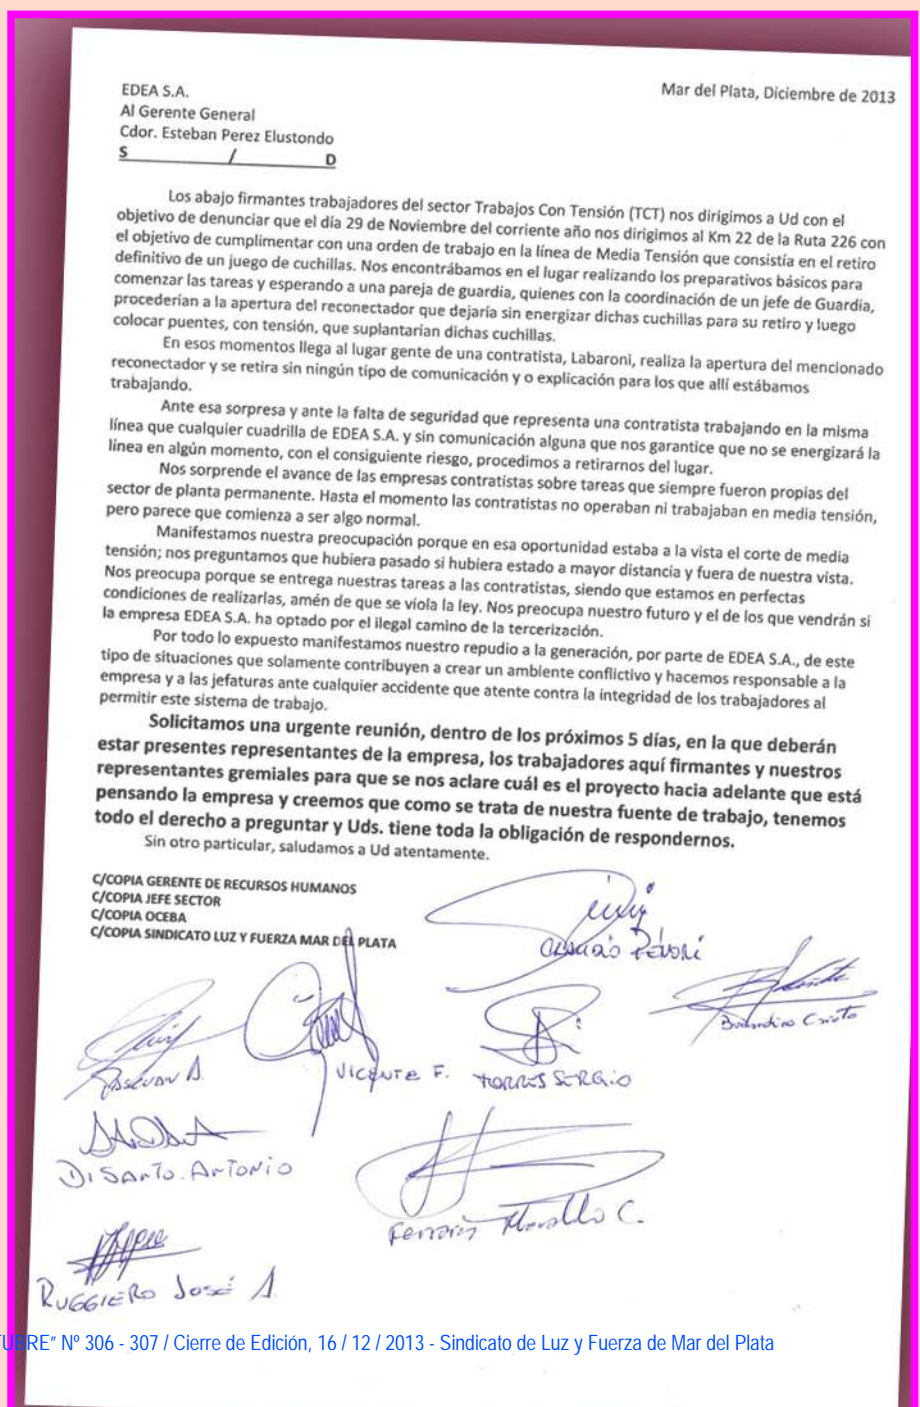 Mar del Plata, Diciembre de 2013
EDEA S.A.
Al Gerente General
Cdor. Esteban Perez Elustondo
S / D
Los abajo firmantes trabajadores del sector Trabajos Con Tensión (TCT) nos dirigimos a Ud con el
objetivo de denunciar que el día 29 de Noviembre del corriente año nos dirigimos al Km 22 de la Ruta 226 con
el objetivo de cumplimentar con una orden de trabajo en la línea de Media Tensión que consistía en el retiro
definitivo de un juego de cuchillas. Nos encontrábamos en el lugar realizando los preparativos básicos para
comenzar las tareas y esperando a una pareja de guardia, quienes con la coordinación de un jefe de Guardia,
procederían a la apertura del reconectador que dejaría sin energizar dichas cuchillas para su retiro y luego
colocar puentes, con tensión, que suplantarían dichas cuchillas.
En esos momentos llega al lugar gente de una contratista, Labaroni, realiza la apertura del mencionado
reconectador y se retira sin ningún tipo de comunicación y o explicación para los que allí estábamos
trabajando.
Ante esa sorpresa y ante la falta de seguridad que representa una contratista trabajando en la misma
línea que cualquier cuadrilla de EDEA S.A. y sin comunicación alguna que nos garantice que no se energizará la
línea en algún momento, con el consiguiente riesgo, procedimos a retirarnos del lugar.
Nos sorprende el avance de las empresas contratistas sobre tareas que siempre fueron propias del
sector de planta permanente. Hasta el momento las contratistas no operaban ni trabajaban en media tensión,
pero parece que comienza a ser algo normal.
Manifestamos nuestra preocupación porque en esa oportunidad estaba a la vista el corte de media
tensión; nos preguntamos que hubiera pasado si hubiera estado a mayor distancia y fuera de nuestra vista.
Nos preocupa porque se entrega nuestras tareas a las contratistas, siendo que estamos en perfectas
condiciones de realizarlas, amén de que se viola la ley. Nos preocupa nuestro futuro y el de los que vendrán si
la empresa EDEA S.A. ha optado por el ilegal camino de la tercerización.
Por todo lo expuesto manifestamos nuestro repudio a la generación, por parte de EDEA S.A., de este
tipo de situaciones que solamente contribuyen a crear un ambiente conflictivo y hacemos responsable a la
empresa y a las jefaturas ante cualquier accidente que atente contra la integridad de los trabajadores al
permitir este sistema de trabajo.
Solicitamos una urgente reunión, dentro de los próximos 5 días, en la que deberán
estar presentes representantes de la empresa, los trabajadores aquí firmantes y nuestros
representantes gremiales para que se nos aclare cuál es el proyecto hacia adelante que está
pensando la empresa y creemos que como se trata de nuestra fuente de trabajo, tenemos
todo el derecho a preguntar y Uds. tiene toda la obligación de respondernos.
Sin otro particular, saludamos a Ud atentamente.
C/COPIA GERENTE DE RECURSOS HUMANOS
C/COPIA JEFE SECTOR
C/COPIA OCEBA
C/COPIA SINDICATO LUZ Y FUERZA MAR DEL PLATA
VICENTE F.
TORRES SERGIO
DI SANTO. ANTONIO
RUGGIERO José A.
UBRE" Nº 306 - 307 / Cierre de Edición, 16 / 12 / 2013 - Sindicato de Luz y Fuerza de Mar del Plata